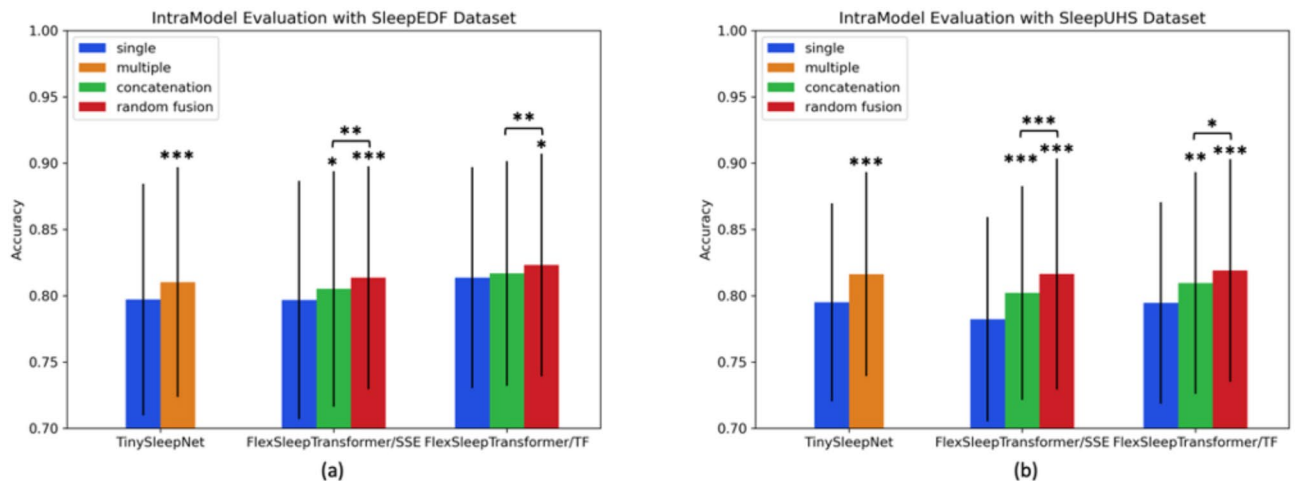 IntraModel Evaluation with SleepEDF Dataset
1.00
0.95
0.90
0.85
0.80
0.75
0.70
Accuracy
single
multiple
concatenation
random fusion
***
*
**
***
**
*
TinySleepNet
FlexSleepTransformer/SSE
FlexSleepTransformer/TF
(a)
IntraModel Evaluation with SleepUHS Dataset
1.00
0.95
0.90
0.85
0.80
0.75
0.70
Accuracy
single
multiple
concatenation
random fusion
***
***
***
***
*
**
***
TinySleepNet
FlexSleepTransformer/SSE
FlexSleepTransformer/TF
(b)